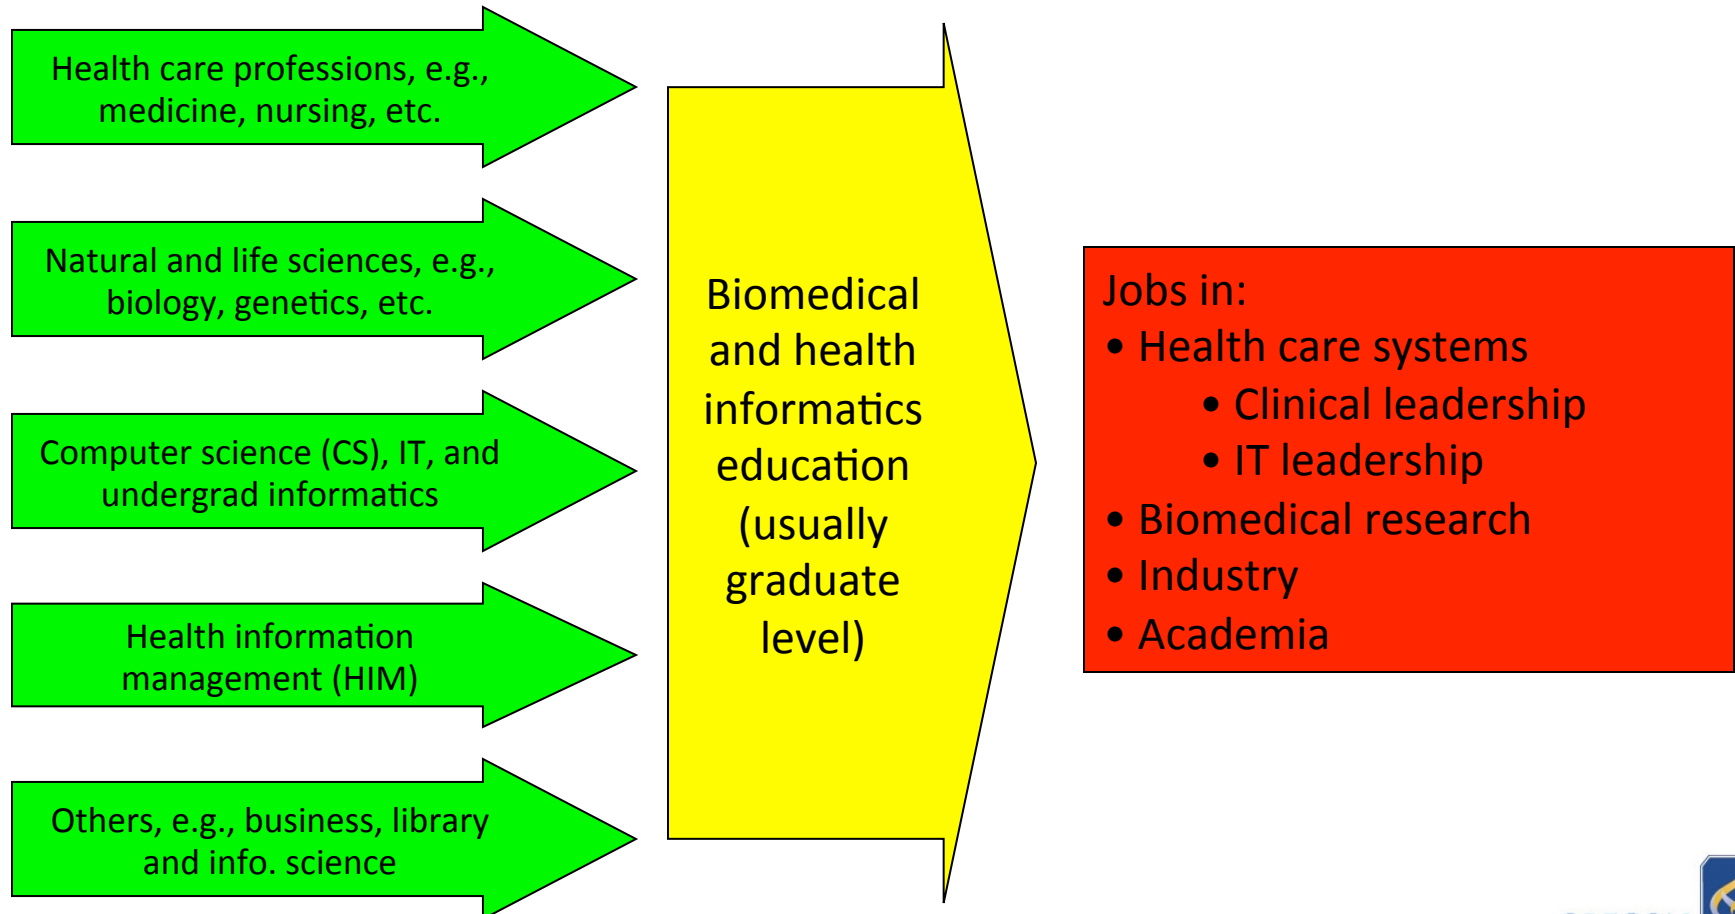 Health care professions, e.g.,
medicine, nursing, etc.
Natural and life sciences, e.g.,
biology, genetics, etc.
Computer science (CS), IT, and
undergrad informatics
Health information
management (HIM)
Others, e.g., business, library
and info. science
Biomedical
and health
informatics
education
(usually
graduate
level)
Jobs in:
• Health care systems
• Clinical leadership
• IT leadership
• Biomedical research
• Industry
• Academia